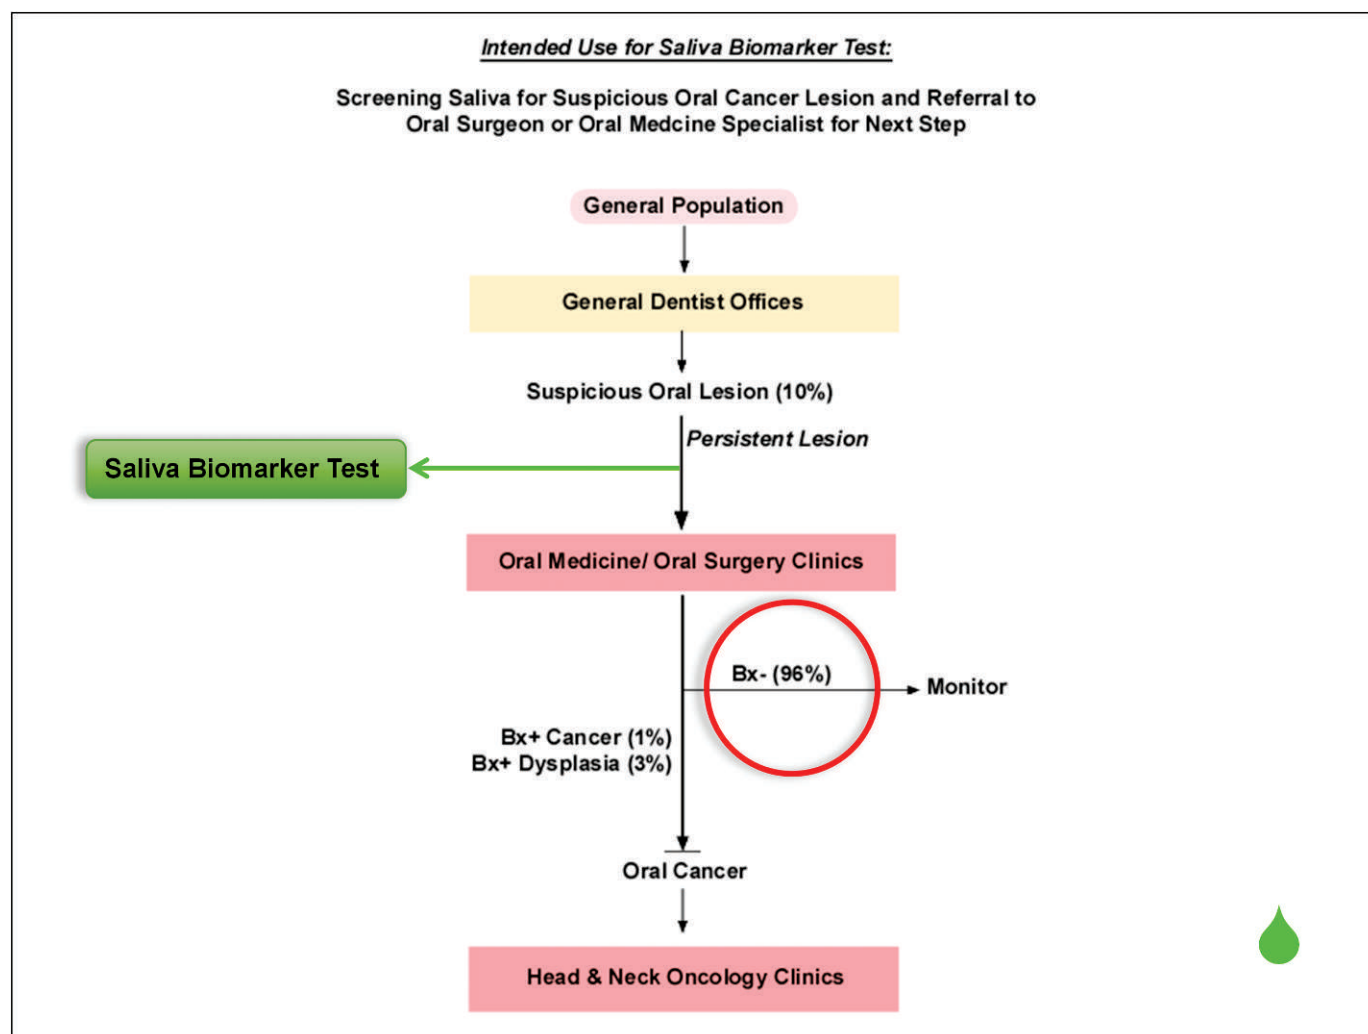 Intended Use for Saliva Biomarker Test:
Screening Saliva for Suspicious Oral Cancer Lesion and Referral to
Oral Surgeon or Oral Medcine Specialist for Next Step
General Population
General Dentist Offices
Suspicious Oral Lesion (10%)
Persistent Lesion
Saliva Biomarker Test
Oral Medicine/ Oral Surgery Clinics
Bx- (96%)
Monitor
Bx+ Cancer (1%)
Bx+ Dysplasia (3%)
Oral Cancer
Head & Neck Oncology Clinics